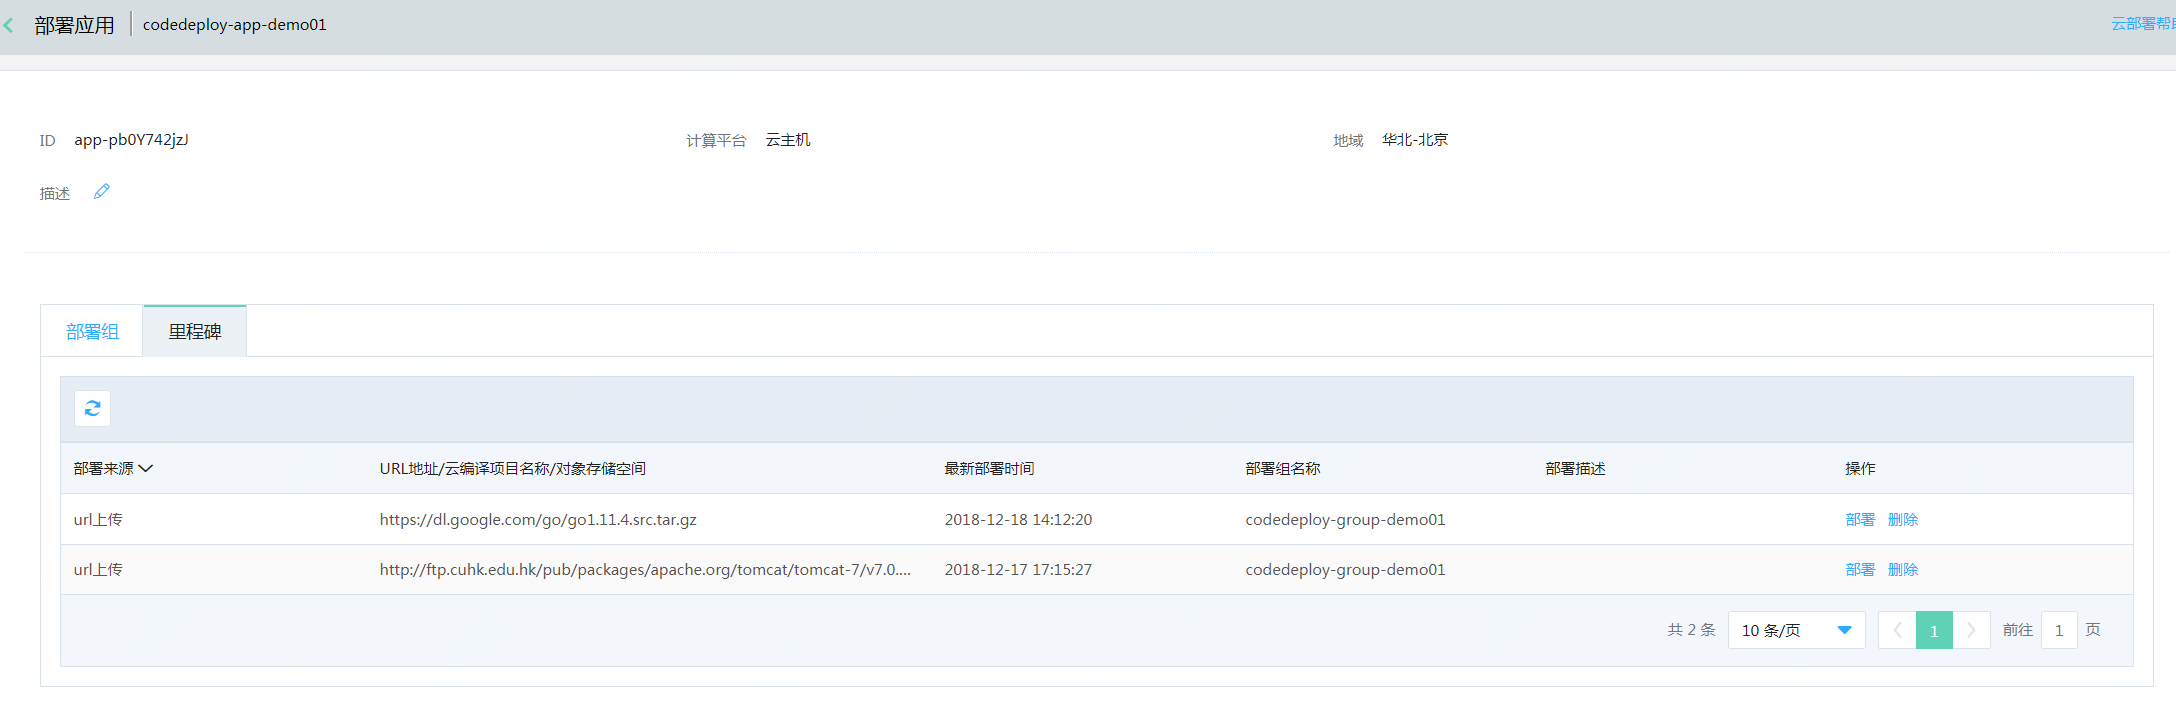 部署应用 codedeploy-app-demo01 云部署帮
ID app-pb0Y742jzJ 计算平台 云主机 地域 华北-北京
描述
部署组 里程碑
部署来源 URL地址/云编译项目名称/对象存储空间 最新部署时间 部署组名称 部署描述 操作
url上传 https://dl.google.com/go/go1.11.4.src.tar.gz 2018-12-18 14:12:20 codedeploy-group-demo01 部署 删除
url上传 http://ftp.cuhk.edu.hk/pub/packages/apache.org/tomcat/tomcat-7/v7.0.... 2018-12-17 17:15:27 codedeploy-group-demo01 部署 删除
共 2 条 10 条/页 1 前往 1 页